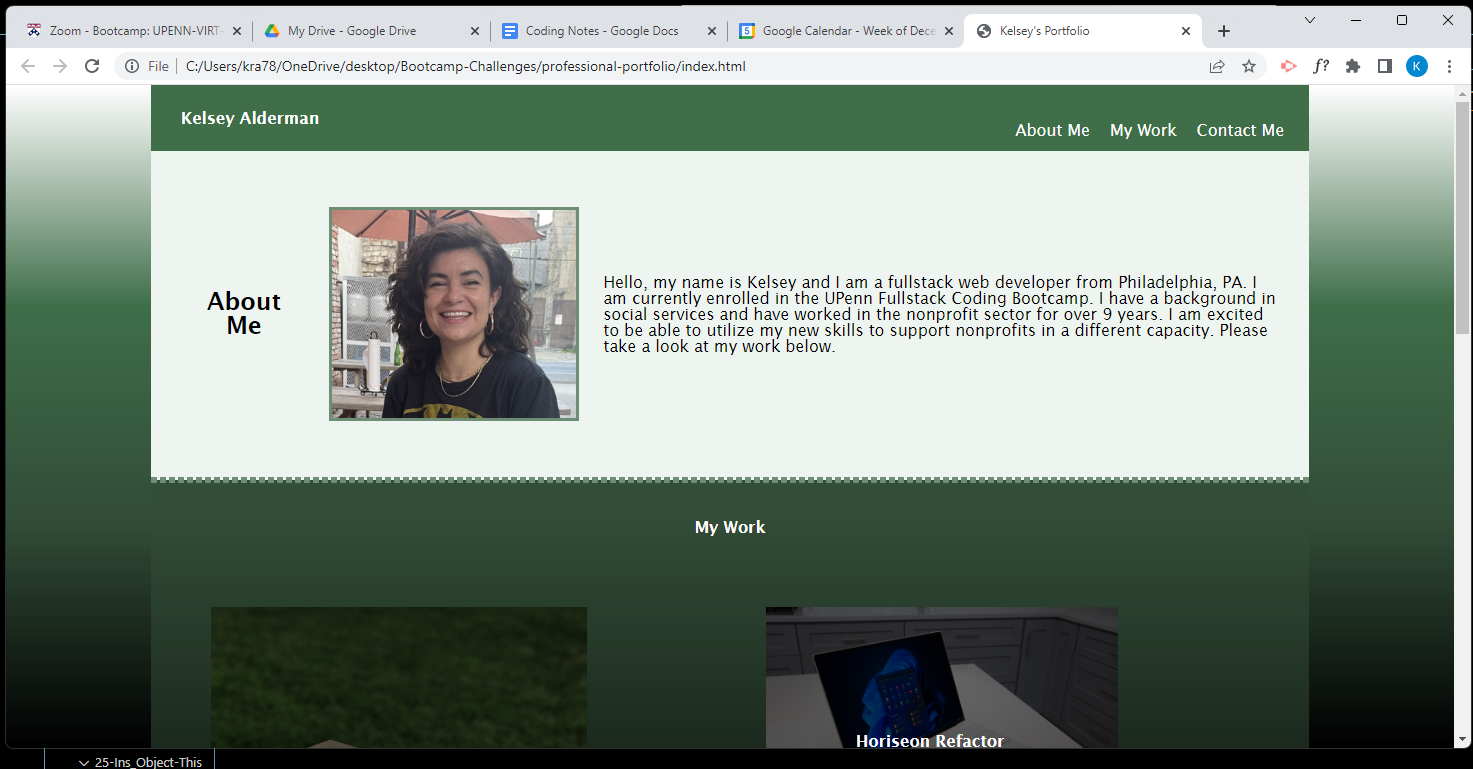 Zoom - Bootcamp: UPENN-VIRT-
My Drive - Google Drive
Coding Notes - Google Docs
Google Calendar - Week of Dece
Kelsey's Portfolio
File
C:/Users/kra78/OneDrive/desktop/Bootcamp-Challenges/professional-portfolio/index.html
f?
K
Kelsey Alderman
About Me
My Work
Contact Me
About
Me
Hello, my name is Kelsey and I am a fullstack web developer from Philadelphia, PA. I
am currently enrolled in the UPenn Fullstack Coding Bootcamp. I have a background in
social services and have worked in the nonprofit sector for over 9 years. I am excited
to be able to utilize my new skills to support nonprofits in a different capacity. Please
take a look at my work below.
My Work
Horiseon Refactor
25-Ins_Object-This